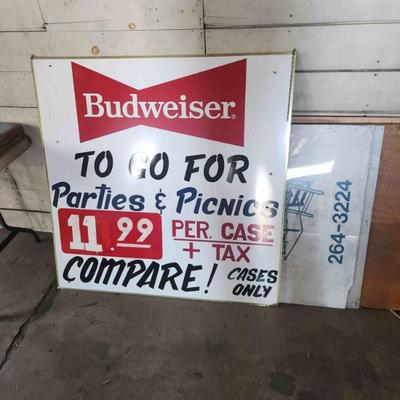 Budweiser®
TO GO FOR
Parties & Picnics
11.99 PER. CASE + TAX
COMPARE! CASES ONLY
264-3224